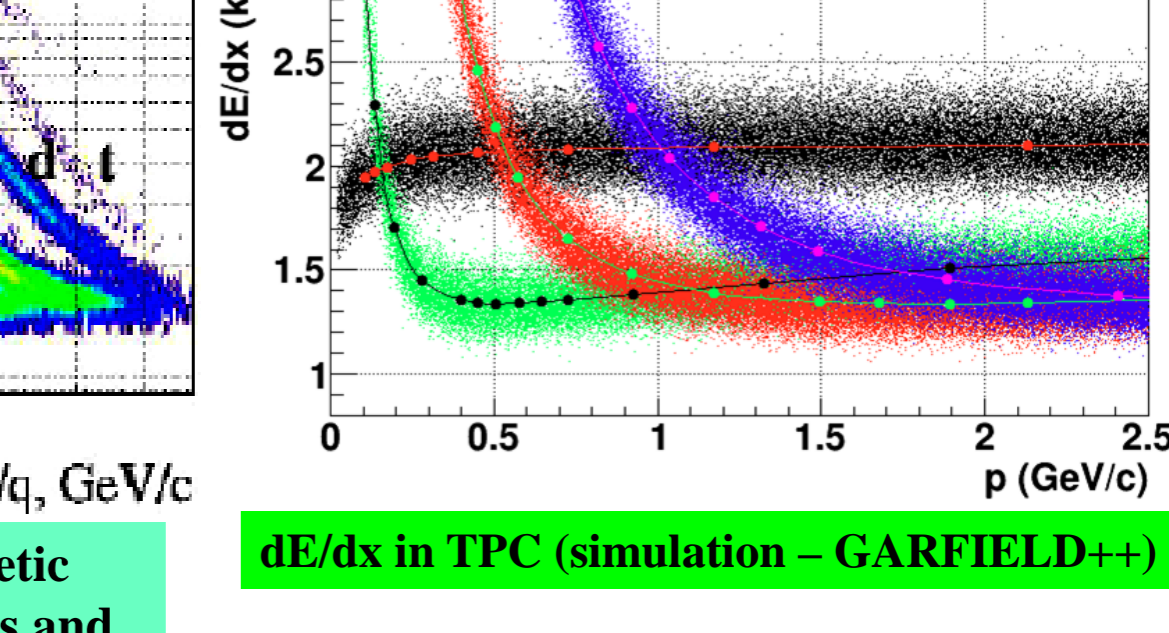 dE/dx (k
2.5
2
1.5
1
0 0.5 1 1.5 2 2.5
p (GeV/c)
d t
/q, GeV/c
etic
s and
dE/dx in TPC (simulation – GARFIELD++)